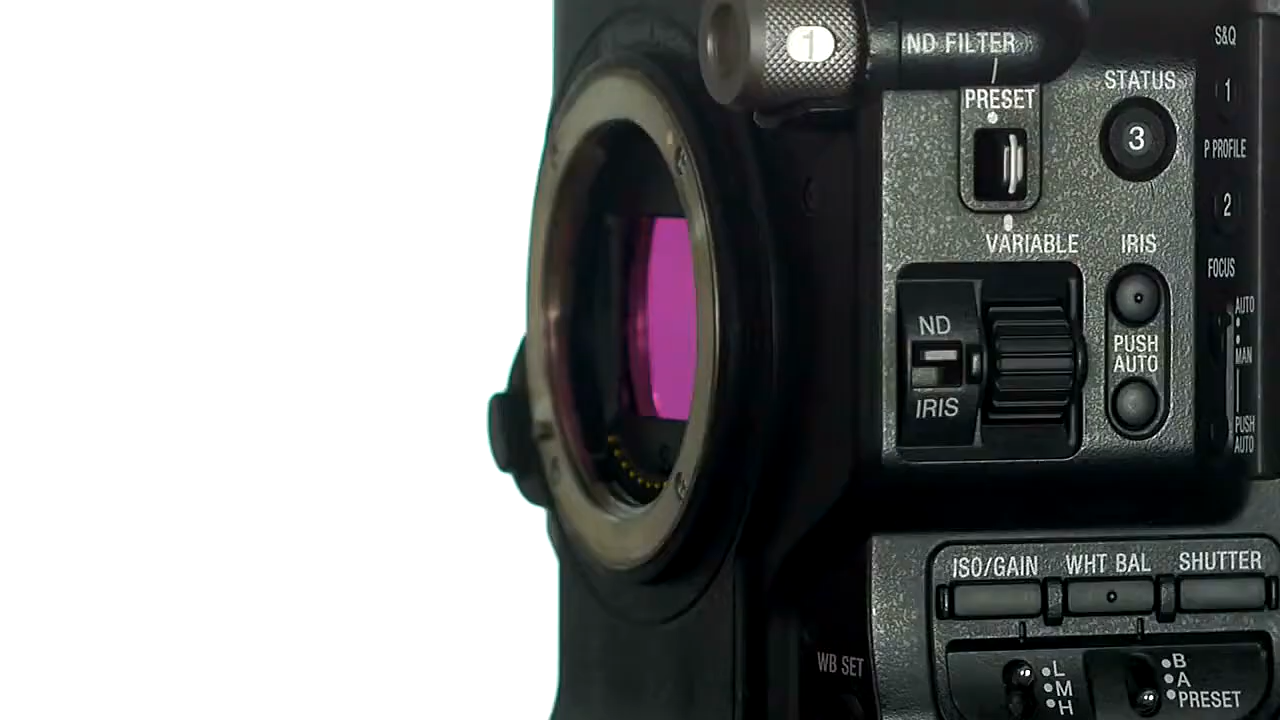 1
ND FILTER
PRESET
VARIABLE
STATUS
3
S&Q
1
P PROFILE
2
IRIS
PUSH
AUTO
FOCUS
AUTO
MAN
PUSH
AUTO
ND
IRIS
ISO/GAIN
WHT BAL
SHUTTER
WB SET
L
M
H
B
A
PRESET